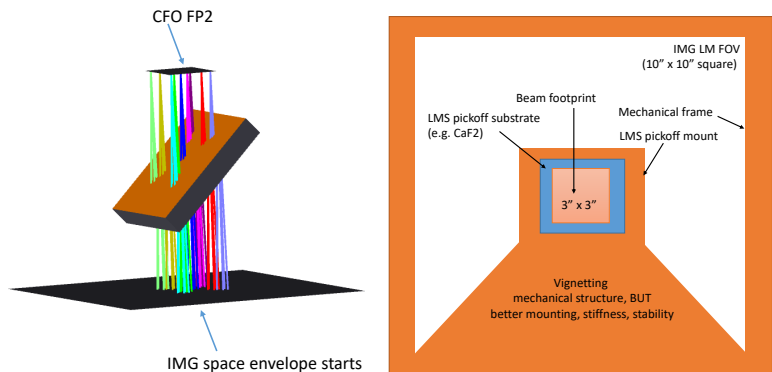 CFO FP2
IMG space envelope starts
IMG LM FOV
(10” x 10” square)
Beam footprint
LMS pickoff substrate
(e.g. CaF2)
Mechanical frame
LMS pickoff mount
3” x 3”
Vignetting
mechanical structure, BUT
better mounting, stiffness, stability